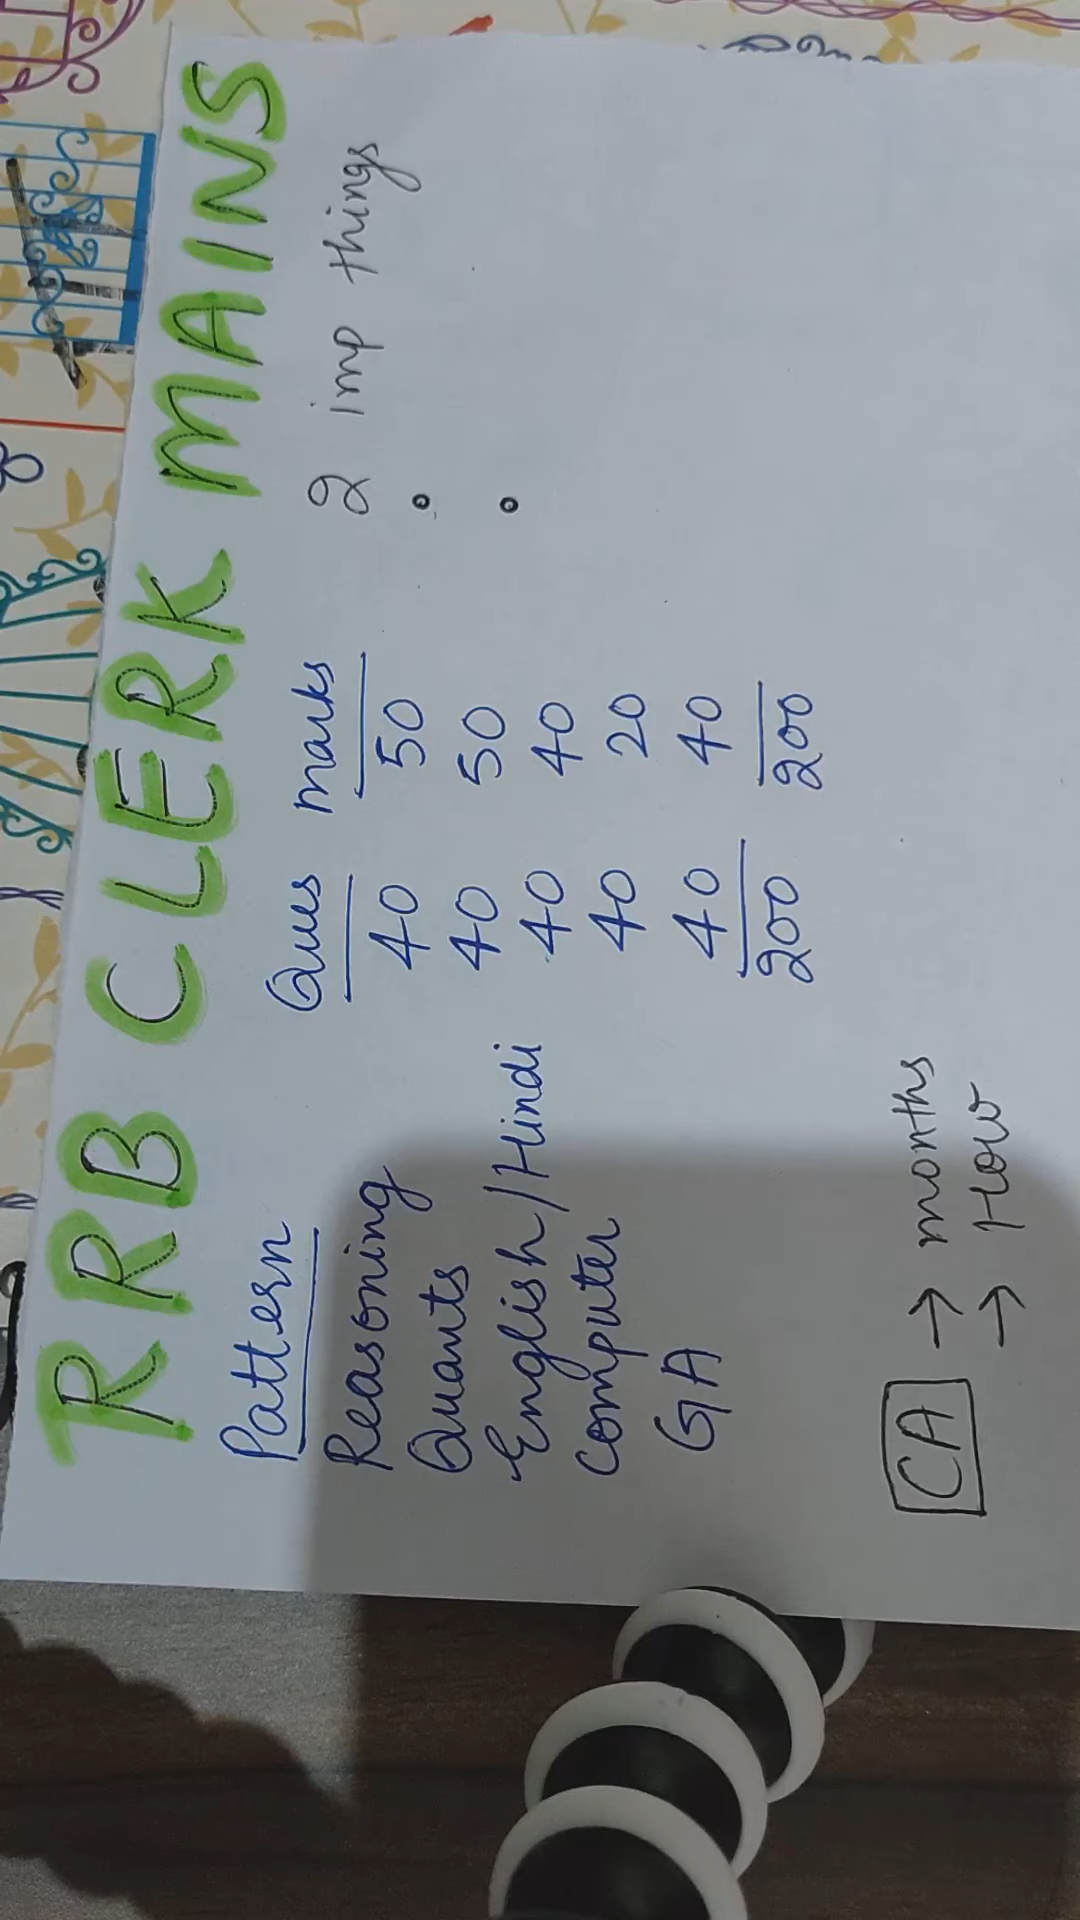 RRB CLERK MAINS
Pattern Ques marks 2 imp things
Reasoning 40 50
Quants 40 50
English/Hindi 40 40
Computer 40 20
GA 40 40
200 200
CA → months
→ How